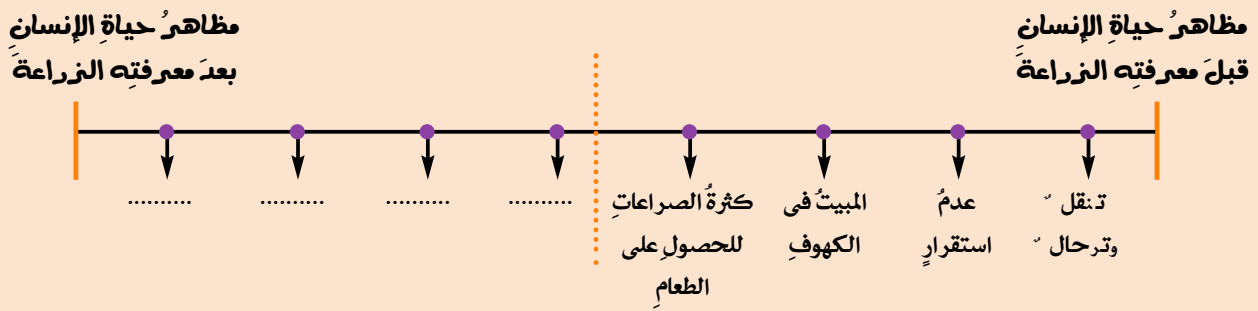 مظاهرُ حياةِ الإنسانِ
قبلَ معرفتِه الزراعةَ
مظاهرُ حياةِ الإنسانِ
بعدَ معرفتِه الزراعةَ
تنقلٌ
وترحالٌ
عدمُ
استقرارٍ
المبيتُ فى
الكهوفِ
كثرةُ الصراعاتِ
للحصولِ على
الطعامِ
..........
..........
..........
..........